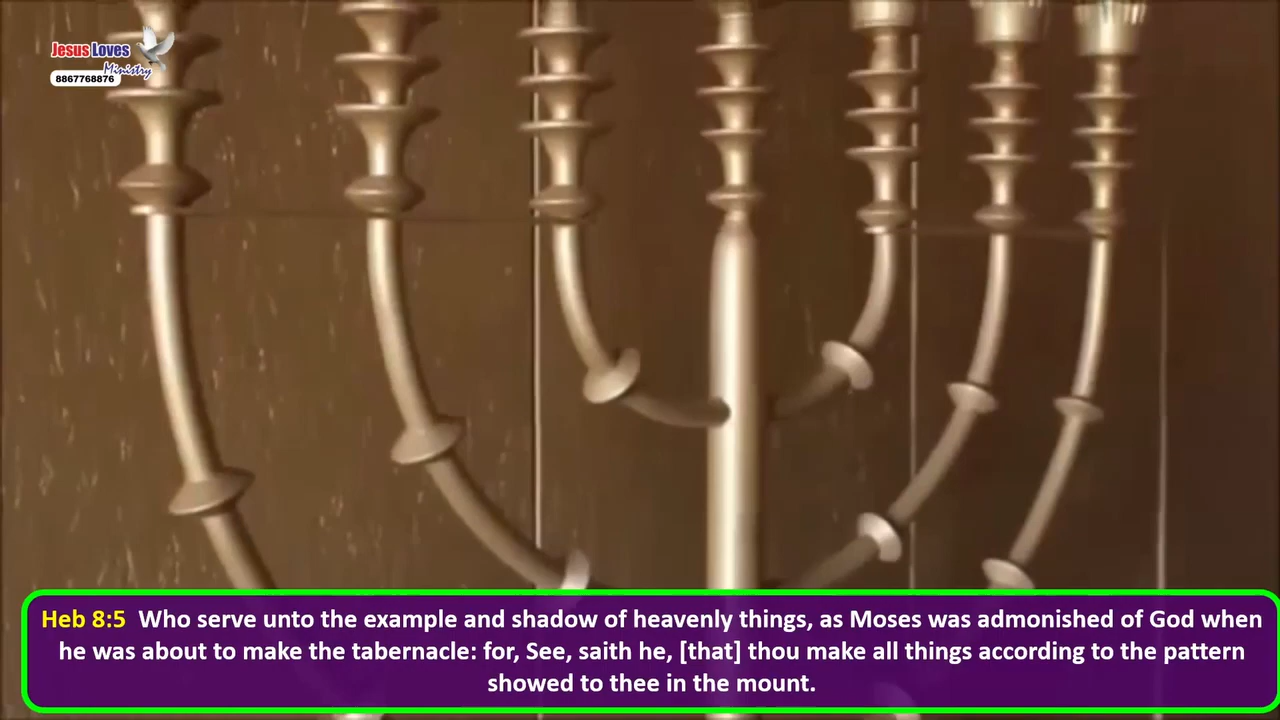 Jesus Loves
Ministry
8867768876
Heb 8:5 Who serve unto the example and shadow of heavenly things, as Moses was admonished of God when
he was about to make the tabernacle: for, See, saith he, [that] thou make all things according to the pattern
showed to thee in the mount.